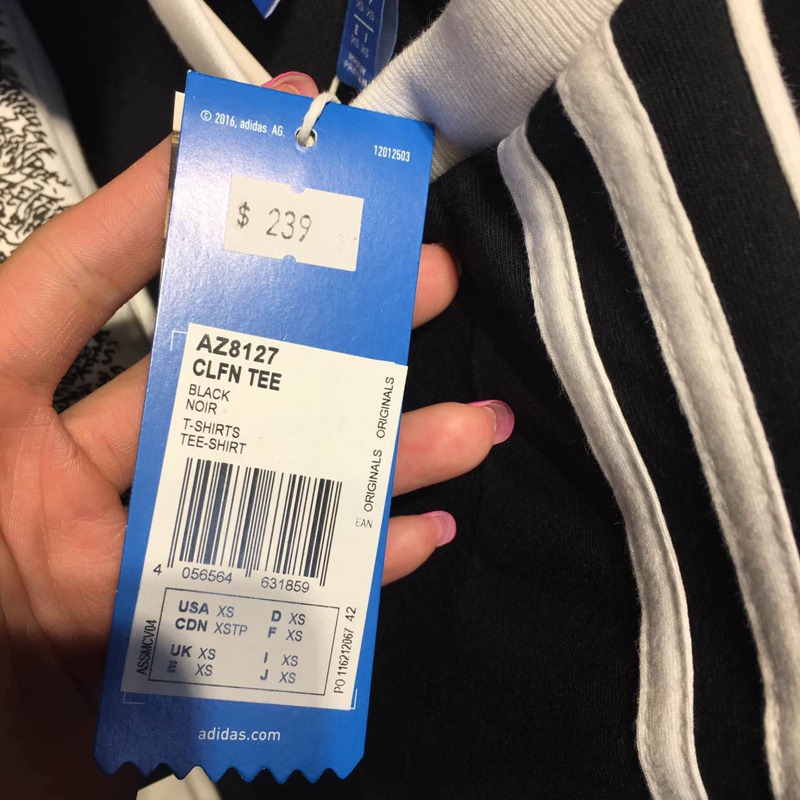 © 2016, adidas AG.
12012503
$ 239
AZ8127
CLFN TEE
BLACK
NOIR
T-SHIRTS
TEE-SHIRT
ORIGINALS ORIGINALS
EAN
4 056564 631859
USA XS D XS
CDN XSTP F XS
UK XS I XS
XS J XS
ASSMCV04
PO 116212067 42
adidas.com